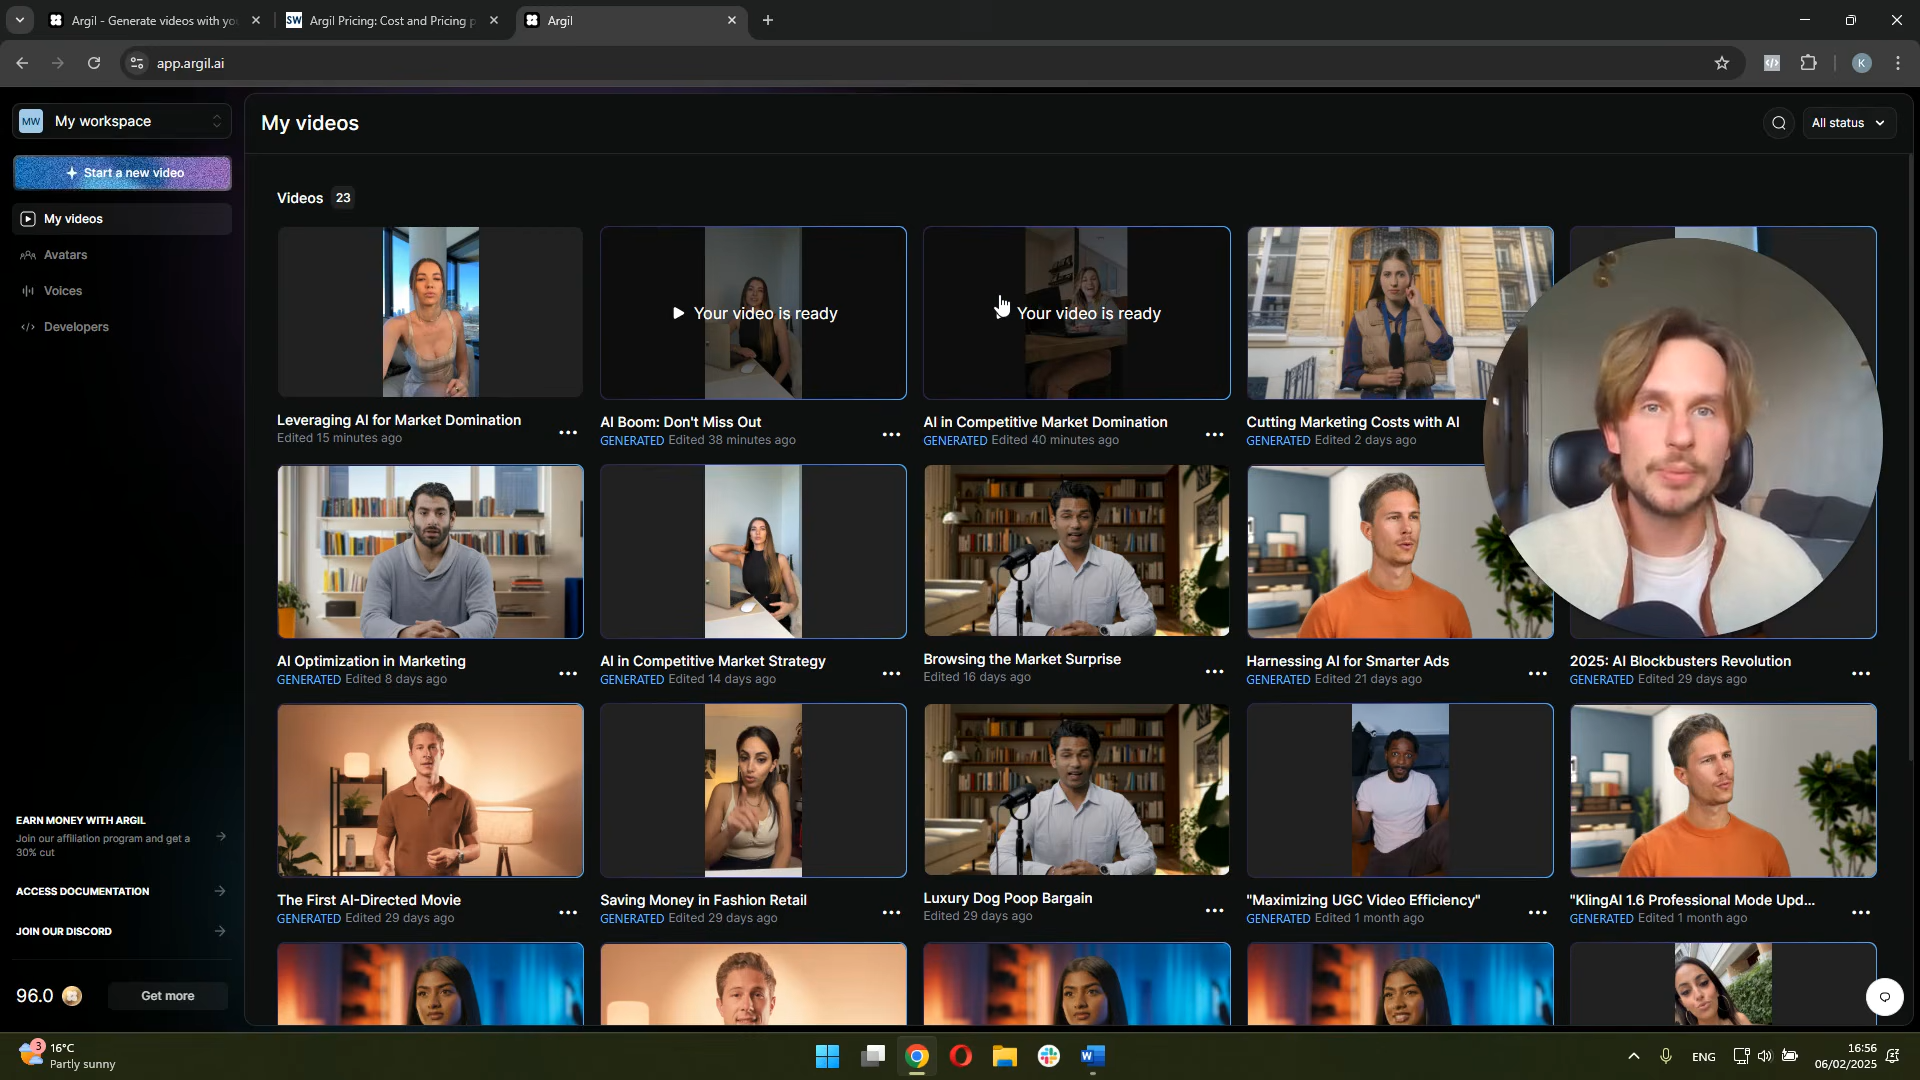 Argil - Generate videos with yo
SW
Argil Pricing: Cost and Pricing p
Argil
app.argil.ai
K
MW
My workspace
My videos
All status
Start a new video
My videos
Avatars
Voices
Developers
Videos 23
Your video is ready
Your video is ready
Leveraging AI for Market Domination
Edited 15 minutes ago
AI Boom: Don't Miss Out
GENERATED Edited 38 minutes ago
AI in Competitive Market Domination
GENERATED Edited 40 minutes ago
Cutting Marketing Costs with AI
GENERATED Edited 2 days ago
AI Optimization in Marketing
GENERATED Edited 8 days ago
AI in Competitive Market Strategy
GENERATED Edited 14 days ago
Browsing the Market Surprise
Edited 16 days ago
Harnessing AI for Smarter Ads
GENERATED Edited 21 days ago
2025: AI Blockbusters Revolution
GENERATED Edited 29 days ago
The First AI-Directed Movie
GENERATED Edited 29 days ago
Saving Money in Fashion Retail
GENERATED Edited 29 days ago
Luxury Dog Poop Bargain
Edited 29 days ago
"Maximizing UGC Video Efficiency"
GENERATED Edited 1 month ago
"KlingAI 1.6 Professional Mode Upd...
GENERATED Edited 1 month ago
EARN MONEY WITH ARGIL
Join our affiliation program and get a
30% cut
ACCESS DOCUMENTATION
JOIN OUR DISCORD
96.0
Get more
3
16°C
Partly sunny
W
ENG
16:56
06/02/2025